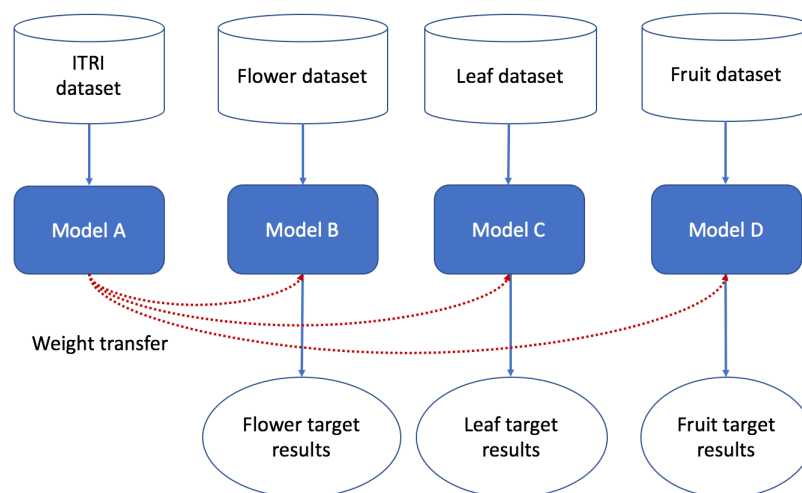 ITRI
dataset
Flower dataset
Leaf dataset
Fruit dataset
Model A
Model B
Model C
Model D
Weight transfer
Flower target
results
Leaf target
results
Fruit target
results